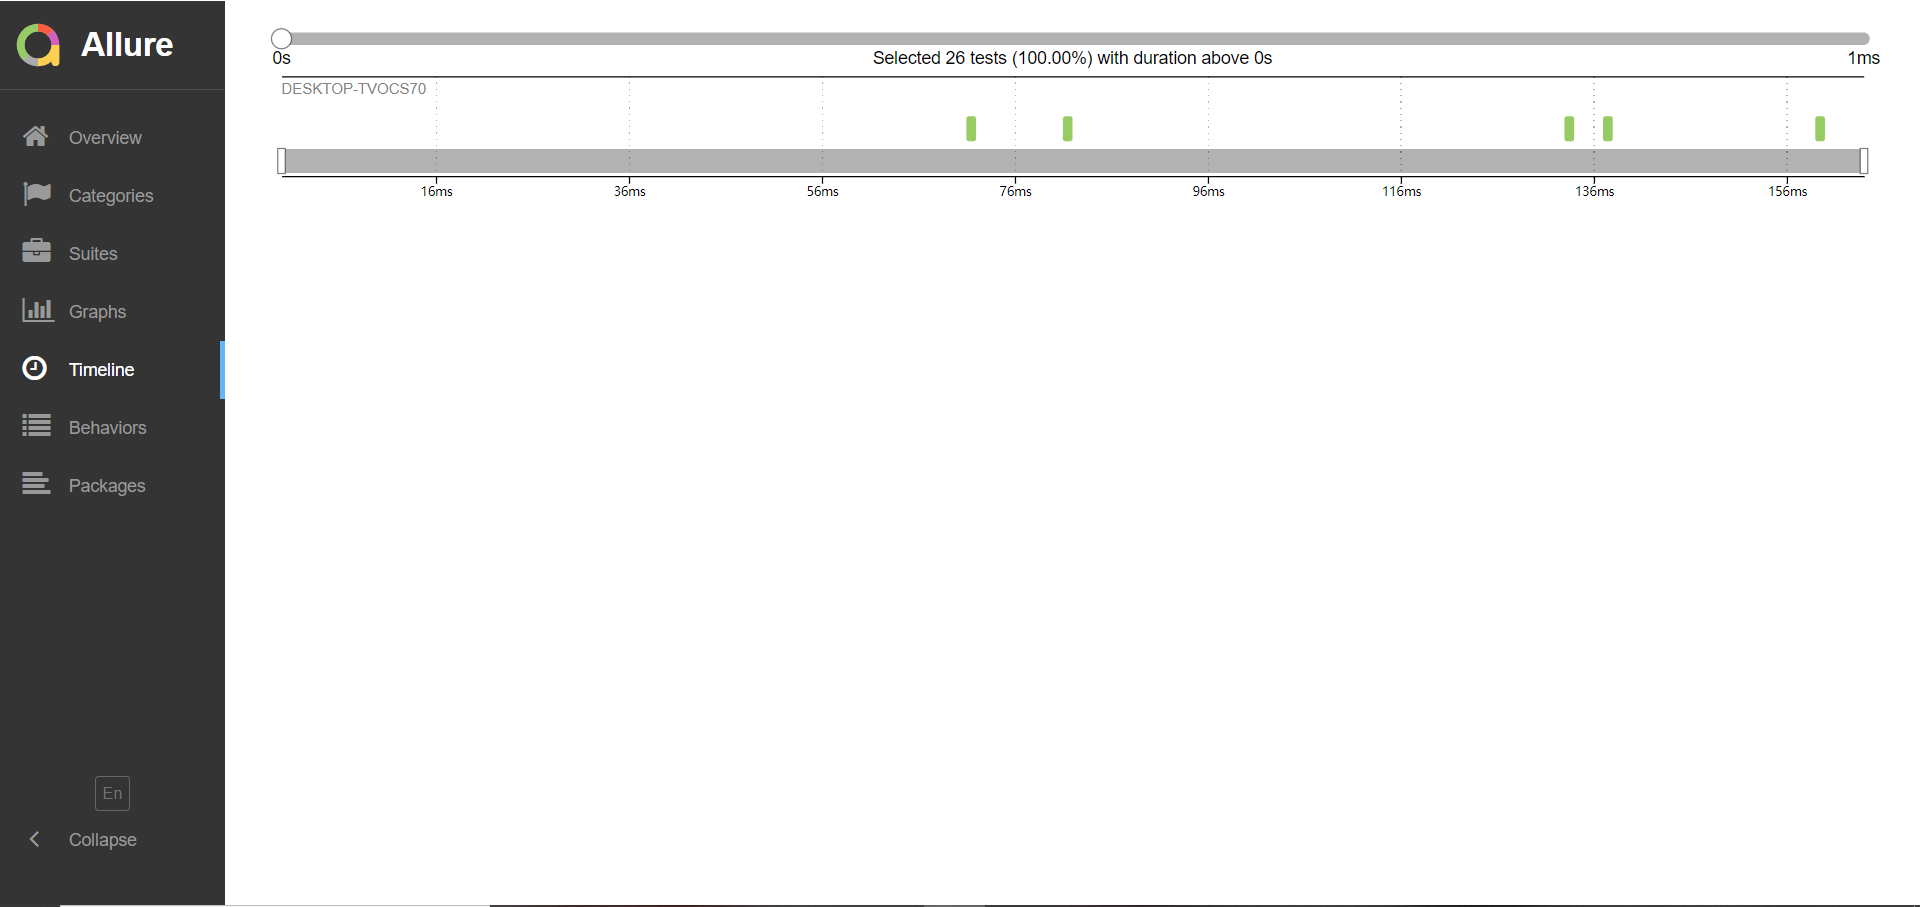 Allure
Overview
Categories
Suites
Graphs
Timeline
Behaviors
Packages
En
Collapse
0s
Selected 26 tests (100.00%) with duration above 0s
1ms
DESKTOP-TVOCS70
16ms 36ms 56ms 76ms 96ms 116ms 136ms 156ms